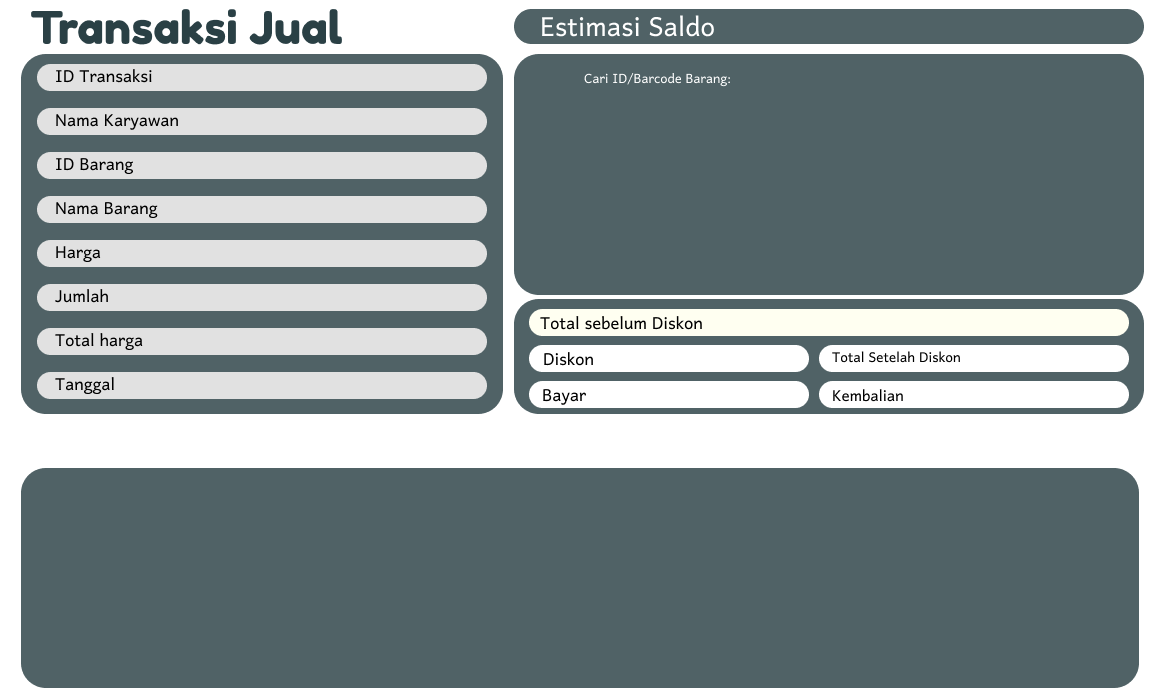 Transaksi Jual
ID Transaksi
Nama Karyawan
ID Barang
Nama Barang
Harga
Jumlah
Total harga
Tanggal
Estimasi Saldo
Cari ID/Barcode Barang:
Total sebelum Diskon
Diskon
Total Setelah Diskon
Bayar
Kembalian